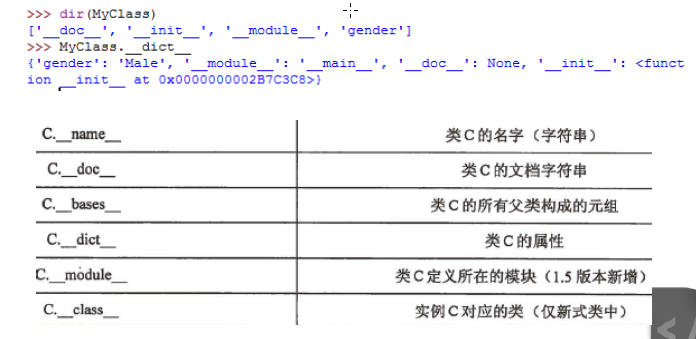 >>> dir(MyClass)
['__doc__', '__init__', '__module__', 'gender']
>>> MyClass.__dict__
{'gender': 'Male', '__module__': '__main__', '__doc__': None, '__init__': <funct
ion __init__ at 0x0000000002B7C3C8>}
C.__name__ 类C的名字（字符串）
C.__doc__ 类C的文档字符串
C.__bases__ 类C的所有父类构成的元组
C.__dict__ 类C的属性
C.__module__ 类C定义所在的模块（1.5 版本新增）
C.__class__ 实例C对应的类（仅新式类中）